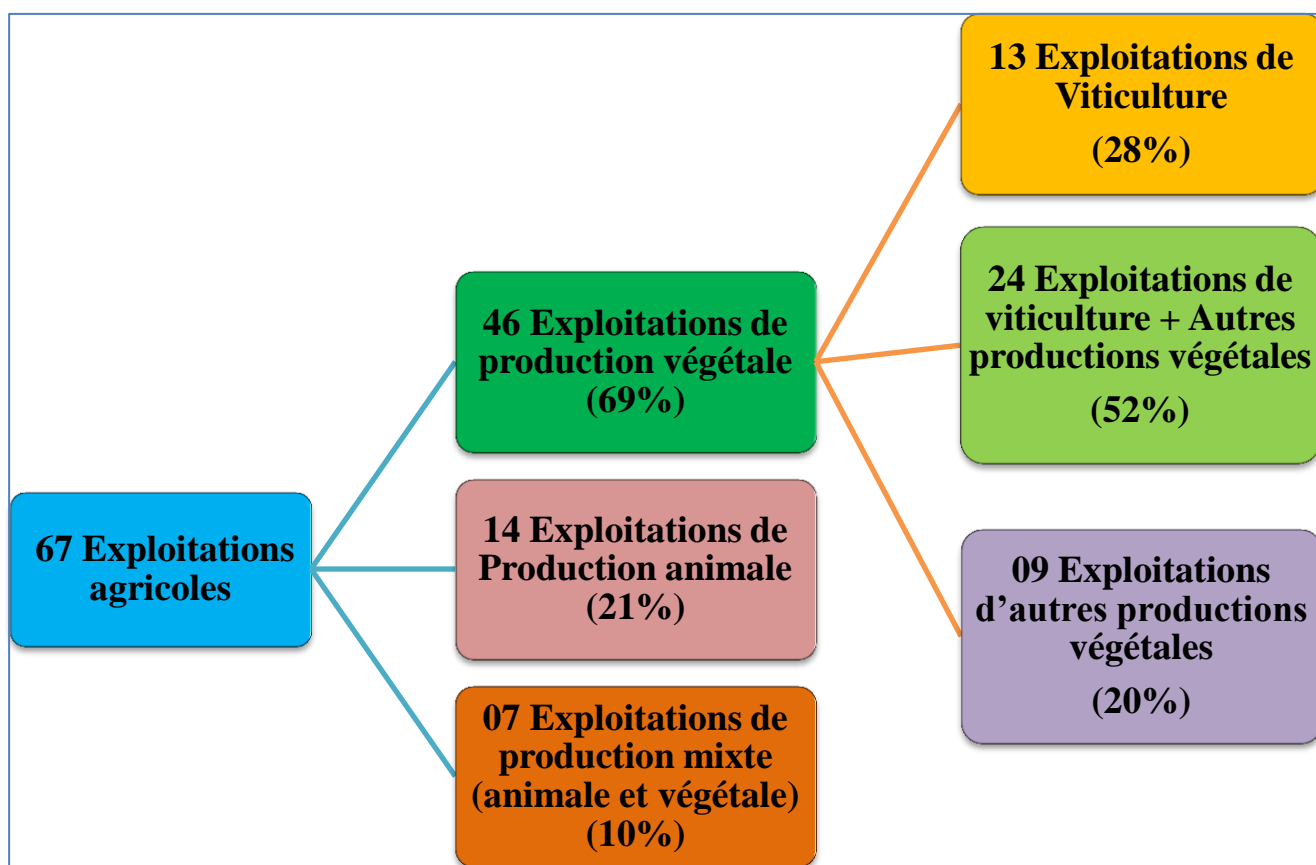 67 Exploitations
agricoles
46 Exploitations de
production végétale
(69%)
14 Exploitations de
Production animale
(21%)
07 Exploitations de
production mixte
(animale et végétale)
(10%)
13 Exploitations de
Viticulture
(28%)
24 Exploitations de
viticulture + Autres
productions végétales
(52%)
09 Exploitations
d’autres productions
végétales
(20%)